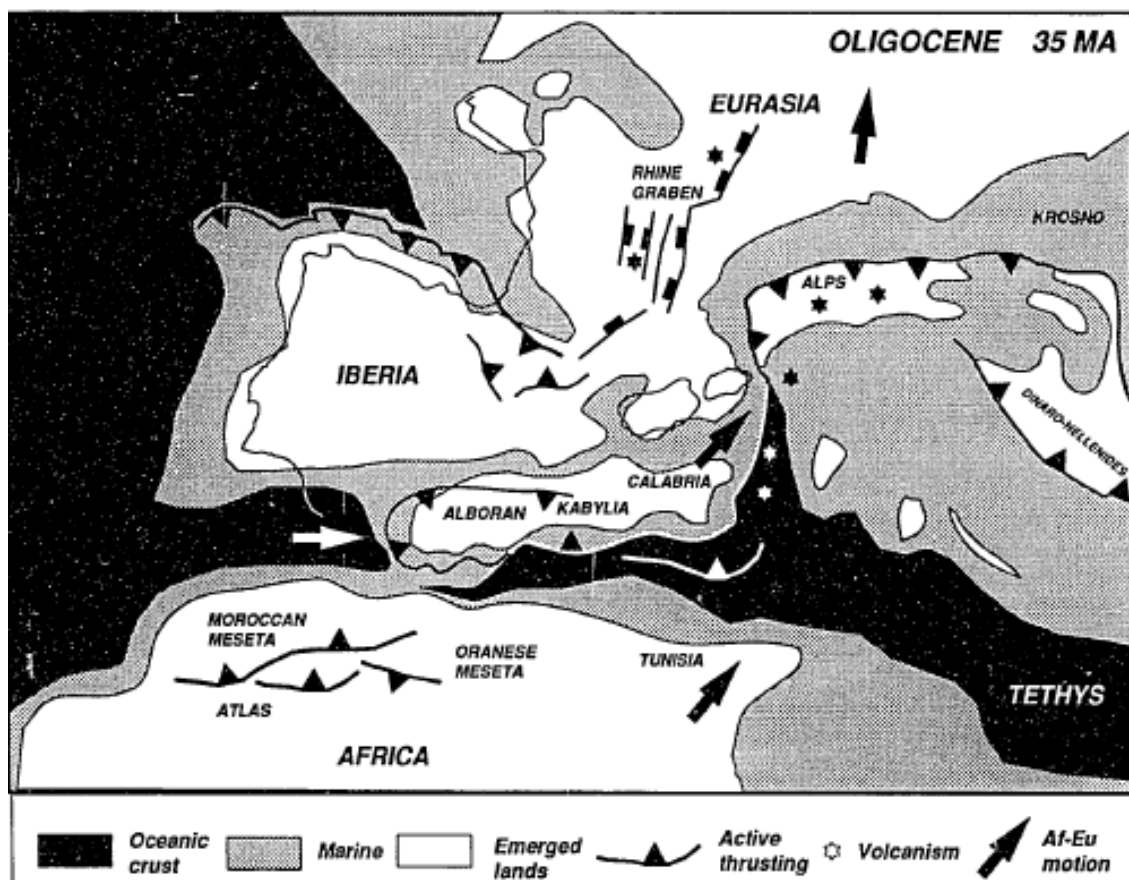 OLIGOCENE 35 MA
EURASIA
RHINE
GRABEN
KROSNO
ALPS
IBERIA
DINARO-HELLENIDES
CALABRIA
KABYLIA
ALBORAN
MOROCCAN
MESETA
ORANESE
MESETA
TUNISIA
ATLAS
TETHYS
AFRICA
Oceanic
crust
Marine
Emerged
lands
Active
thrusting
Volcanism
Af-Eu
motion